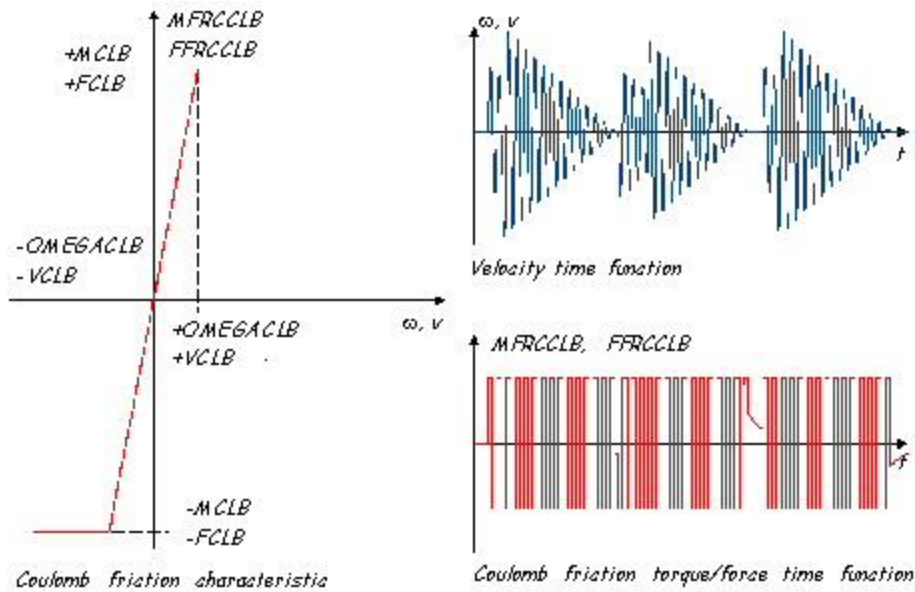 MFRCCLB
+MCLB
FFRCCLB
+FCLB
-OMEGACLB
-VCLB
ω, v
+OMEGACLB
+VCLB
-MCLB
-FCLB
Coulomb friction characteristic
ω, v
t
Velocity time function
MFRCCLB, FFRCCLB
t
Coulomb friction torque/force time function